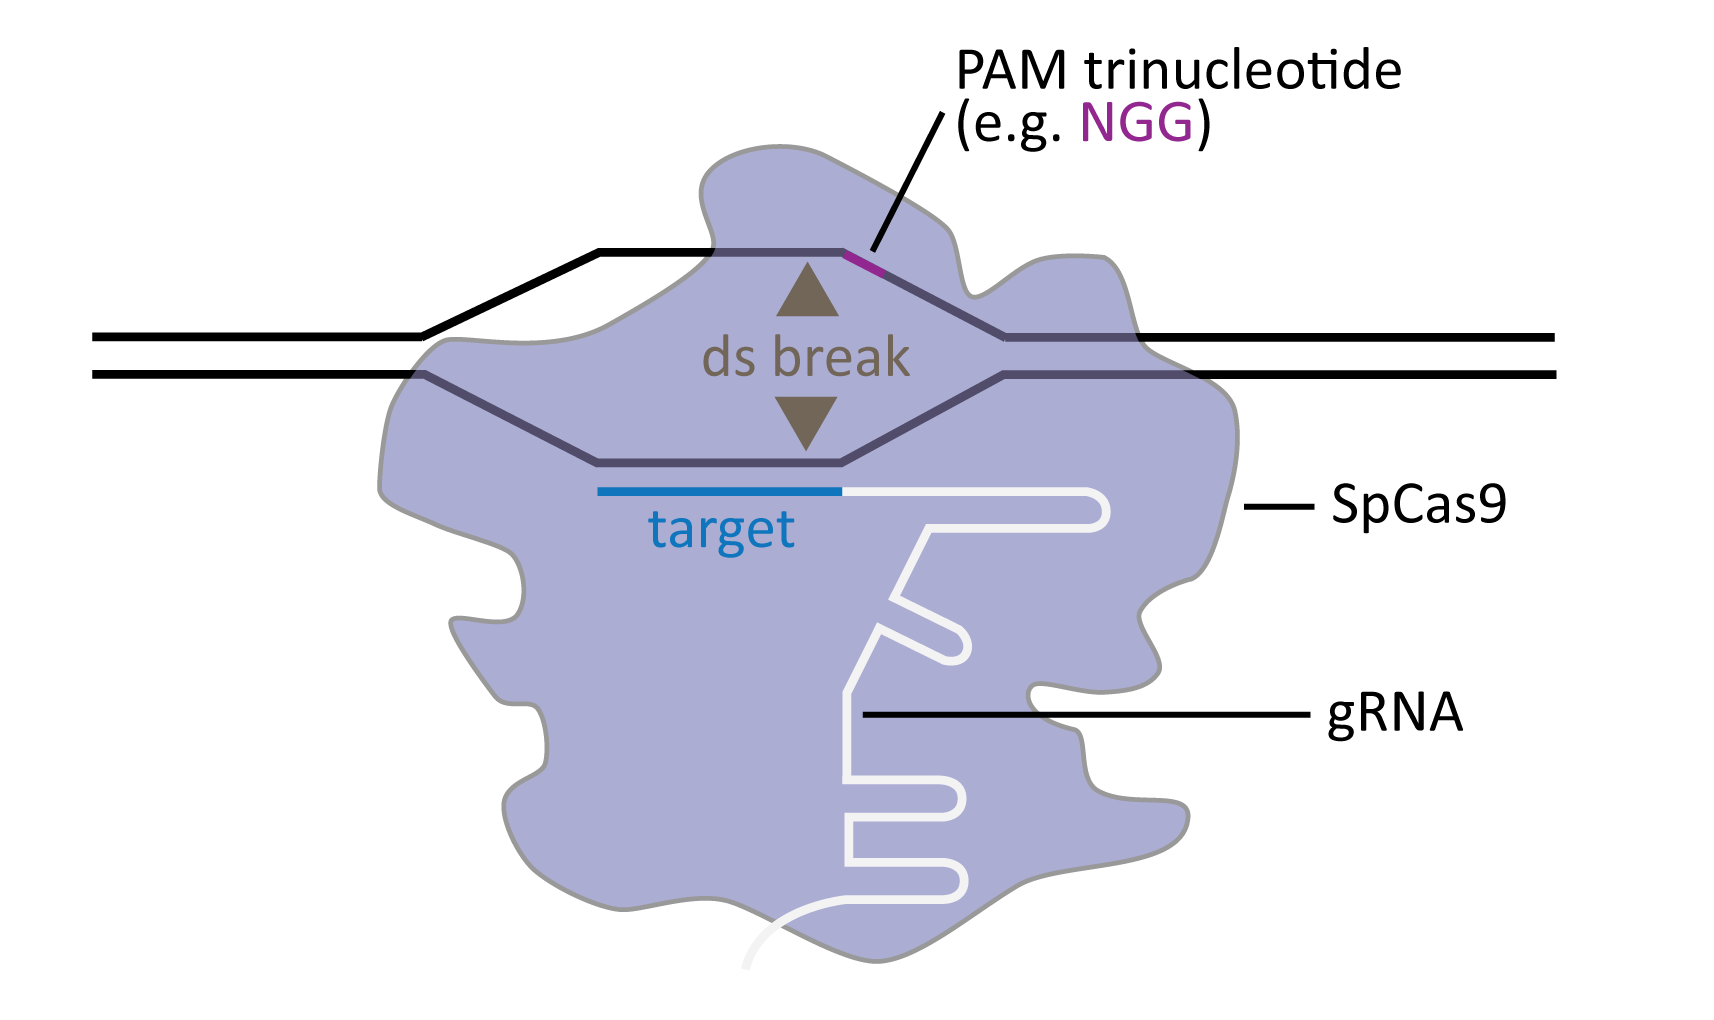 PAM trinucleotide
(e.g. NGG)
ds break
target
SpCas9
gRNA